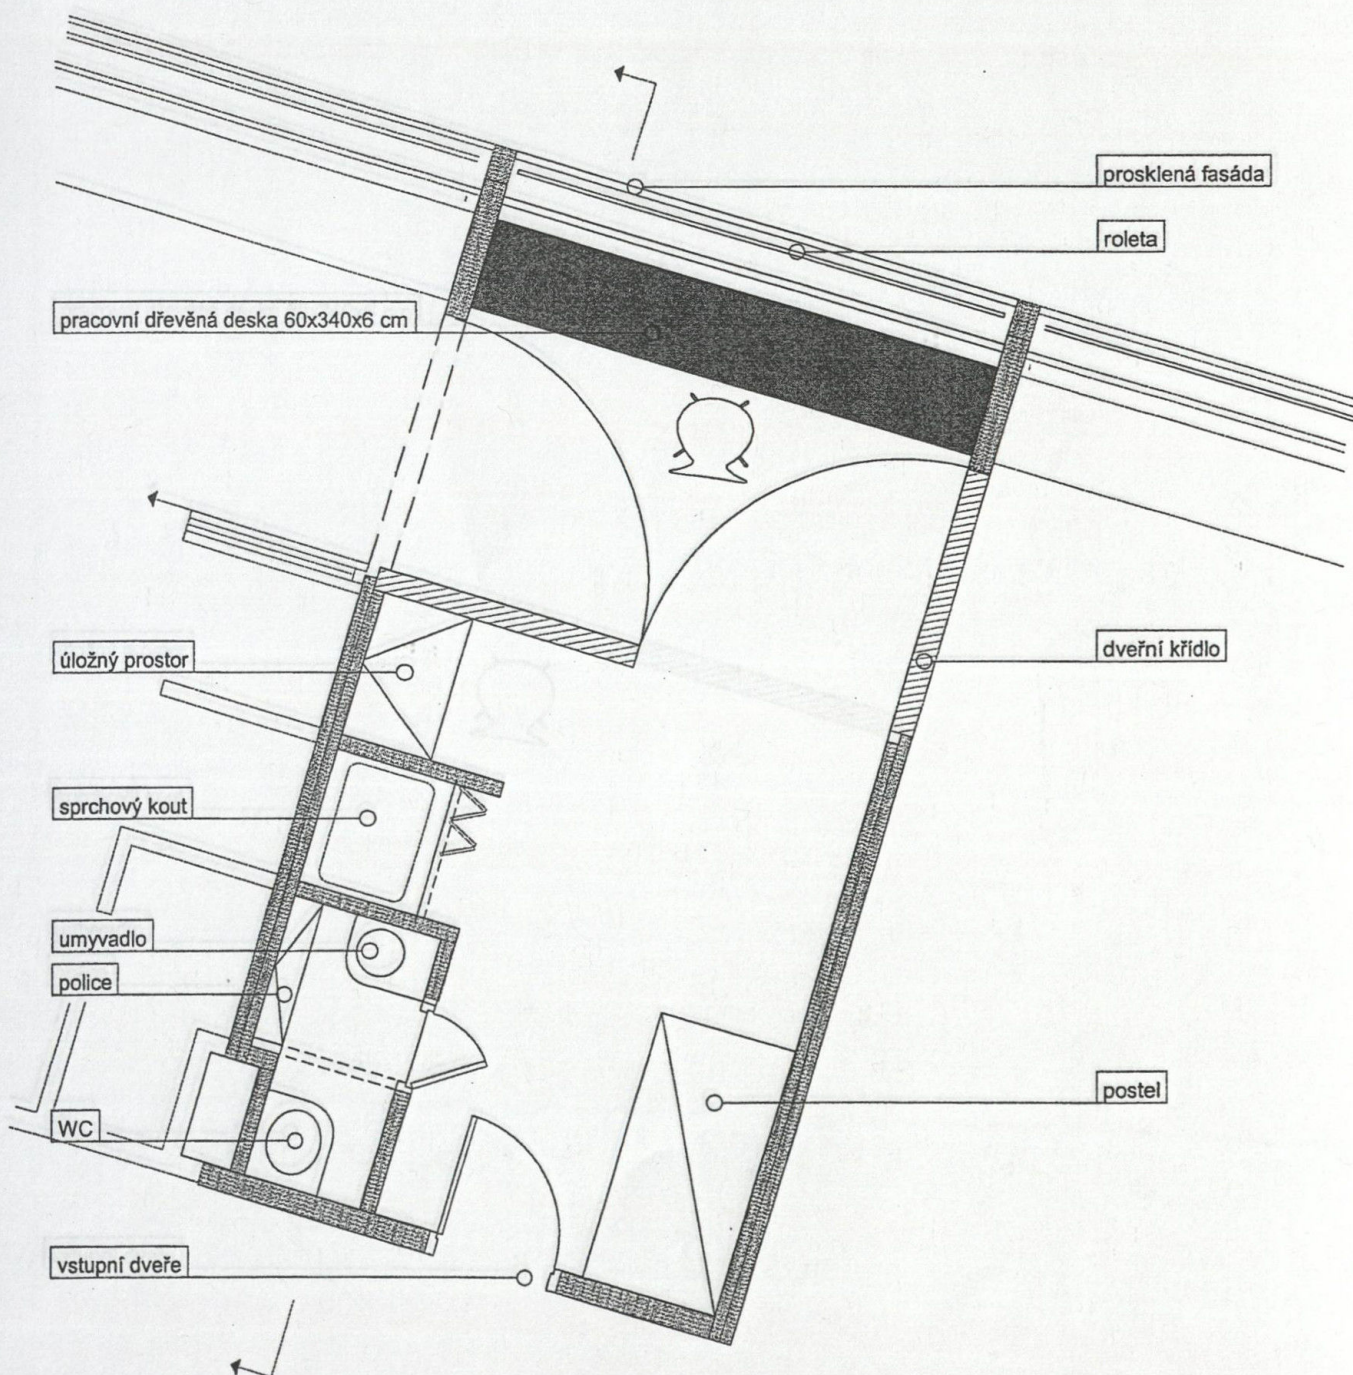 prosklená fasáda
roleta
pracovní dřevěná deska 60x340x6 cm
úložný prostor
dveřní křídlo
sprchový kout
umyvadlo
police
postel
WC
vstupní dveře